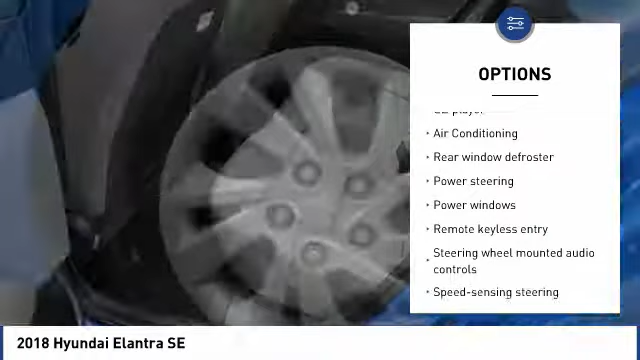 OPTIONS
Air Conditioning
Rear window defroster
Power steering
Power windows
Remote keyless entry
Steering wheel mounted audio
controls
Speed-sensing steering
2018 Hyundai Elantra SE